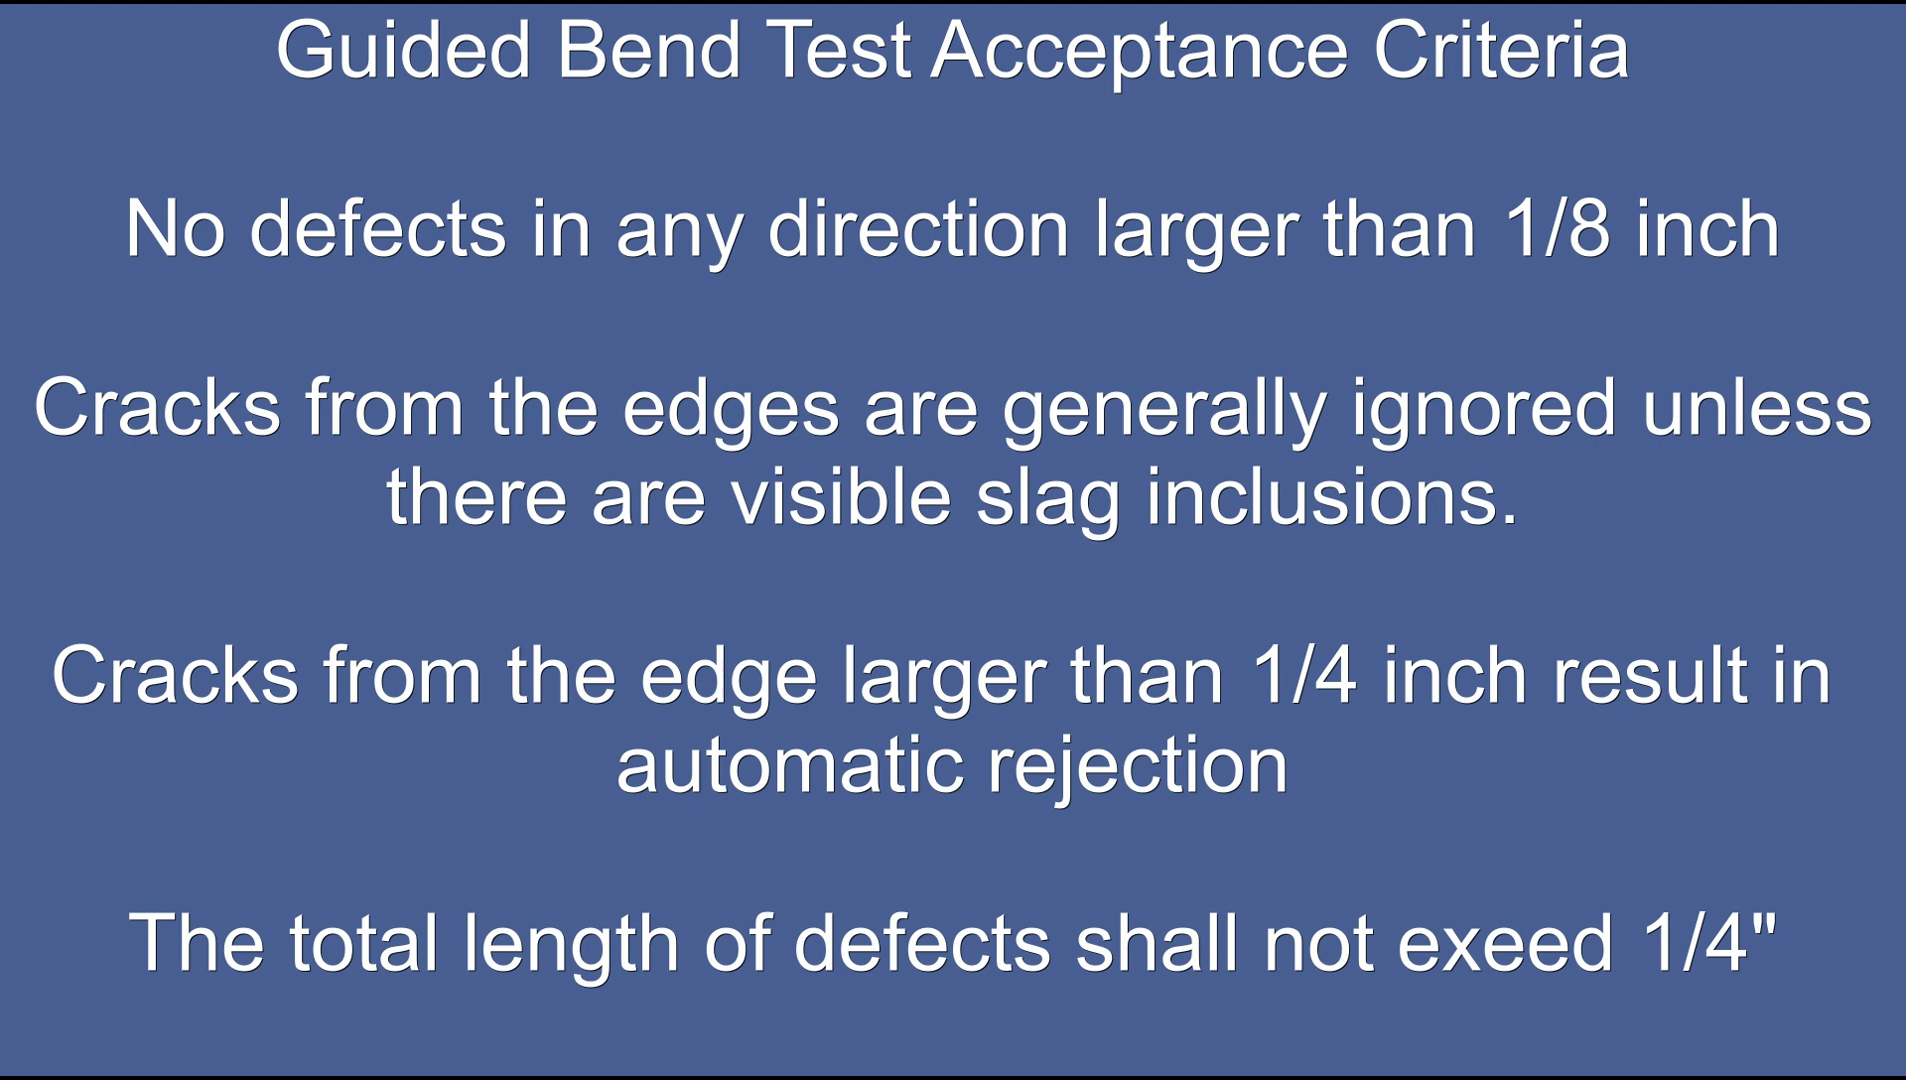 Guided Bend Test Acceptance Criteria
No defects in any direction larger than 1/8 inch
Cracks from the edges are generally ignored unless
there are visible slag inclusions.
Cracks from the edge larger than 1/4 inch result in
automatic rejection
The total length of defects shall not exeed 1/4"